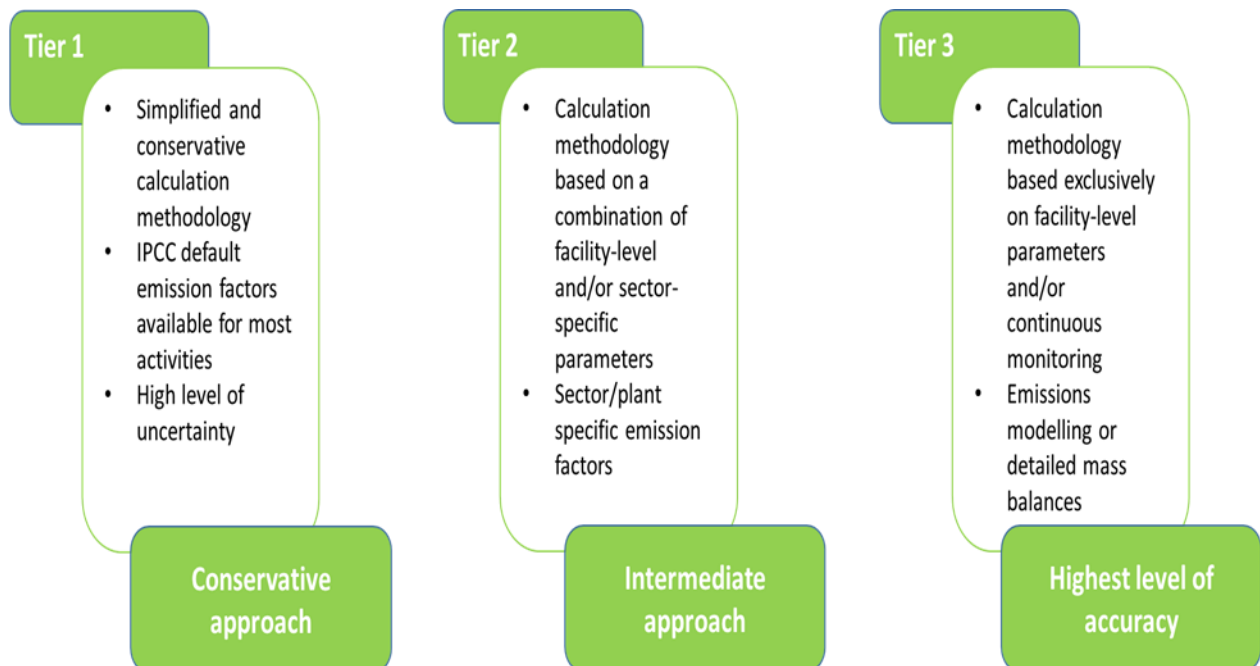 Tier 1
• Simplified and
conservative
calculation
methodology
• IPCC default
emission factors
available for most
activities
• High level of
uncertainty
Conservative
approach
Tier 2
• Calculation
methodology
based on a
combination of
facility-level
and/or sector-
specific
parameters
• Sector/plant
specific emission
factors
Intermediate
approach
Tier 3
• Calculation
methodology
based exclusively
on facility-level
parameters
and/or
continuous
monitoring
• Emissions
modelling or
detailed mass
balances
Highest level of
accuracy